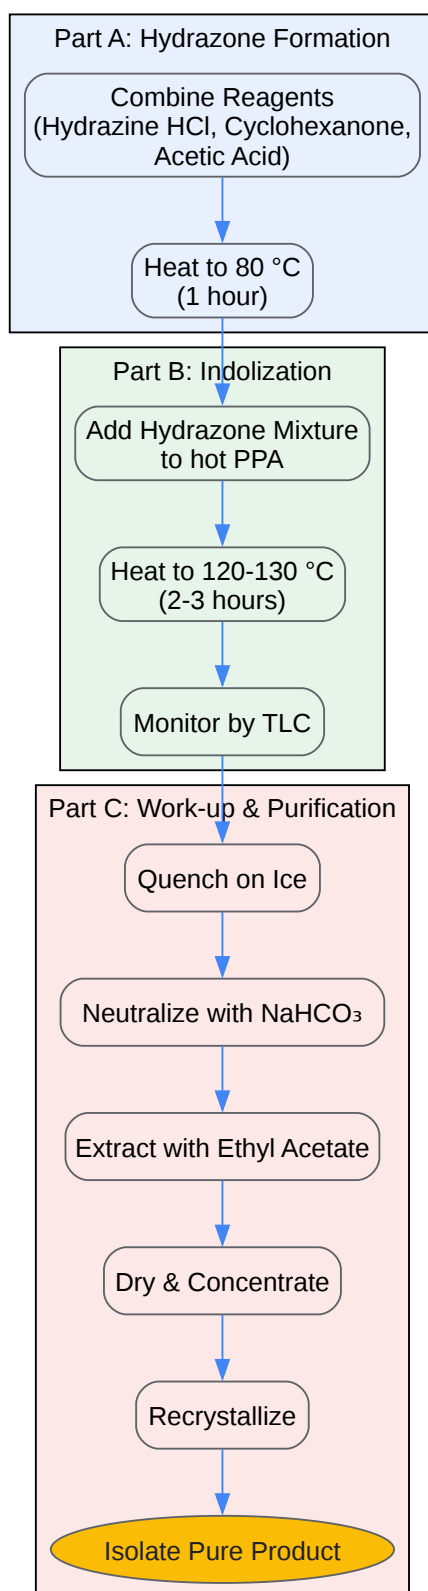 Part A: Hydrazone Formation
Combine Reagents
(Hydrazine HCl, Cyclohexanone,
Acetic Acid)
Heat to 80 °C
(1 hour)
Part B: Indolization
Add Hydrazone Mixture
to hot PPA
Heat to 120-130 °C
(2-3 hours)
Monitor by TLC
Part C: Work-up & Purification
Quench on Ice
Neutralize with NaHCO₃
Extract with Ethyl Acetate
Dry & Concentrate
Recrystallize
Isolate Pure Product